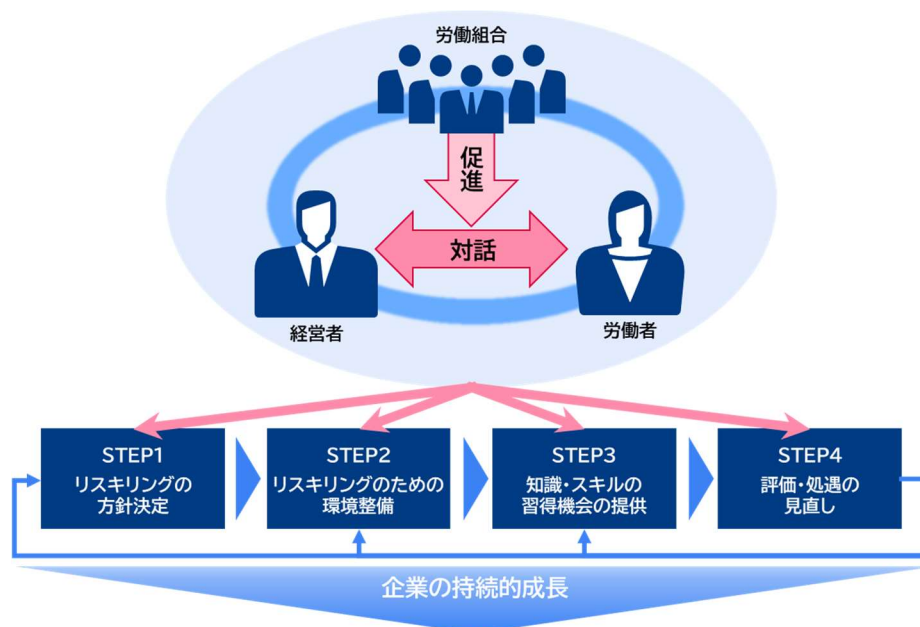 労働組合
促進
対話
経営者
労働者
STEP1
リスキリングの
方針決定
STEP2
リスキリングのための
環境整備
STEP3
知識・スキルの
習得機会の提供
STEP4
評価・処遇の
見直し
企業の持続的成長